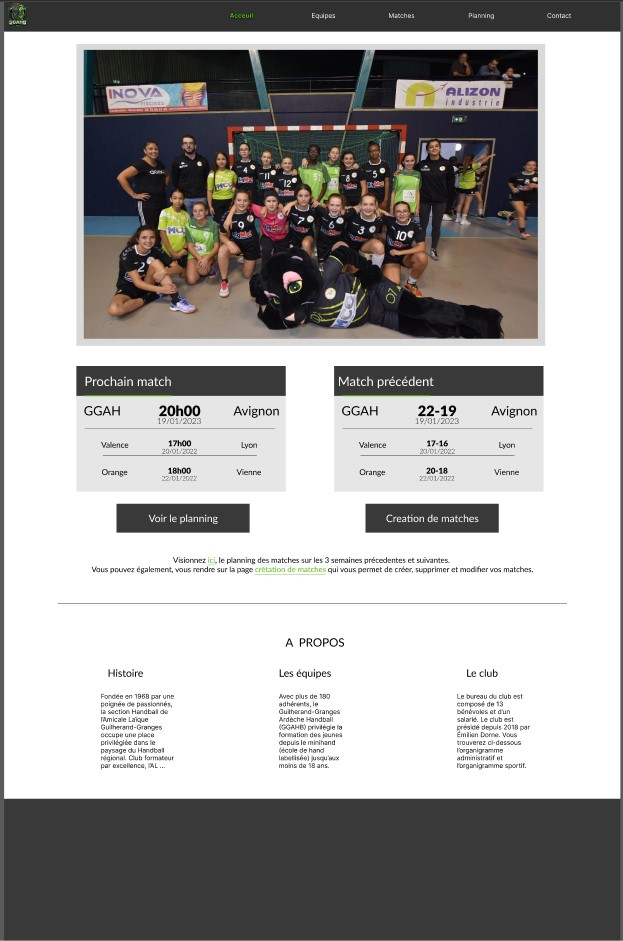 GGAHB
Acceuil
Equipes
Matches
Planning
Contact
INOVA
PISCINES
ALIZON
industrie
Prochain match
GGAH
20h00
Avignon
19/01/2023
Valence
17h00
Lyon
20/01/2022
Orange
18h00
Vienne
22/01/2022
Match précédent
GGAH
22-19
Avignon
19/01/2023
Valence
17-16
Lyon
20/01/2022
Orange
20-18
Vienne
22/01/2022
Voir le planning
Creation de matches
Visionnez ici, le planning des matches sur les 3 semaines précedentes et suivantes.
Vous pouvez également, vous rendre sur la page crétation de matches qui vous permet de créer, supprimer et modifier vos matches.
A PROPOS
Histoire
Fondée en 1968 par une
poignée de passionnés,
la section Handball de
l'Amicale Laïque
Guilherand-Granges
occupe une place
privilégiée dans le
paysage du Handball
régional. Club formateur
par excellence, l'AL ...
Les équipes
Avec plus de 180
adhérents, le
Guilherand-Granges
Ardèche Handball
(GGAHB) privilégie la
formation des jeunes
depuis le minihand
(école de hand
labellisée) jusqu'aux
moins de 18 ans.
Le club
Le bureau du club est
composé de 13
bénévoles et d'un
salarié. Le club est
présidé depuis 2018 par
Émilien Dorne. Vous
trouverez ci-dessous
l'organigramme
administratif et
l'organigramme sportif.